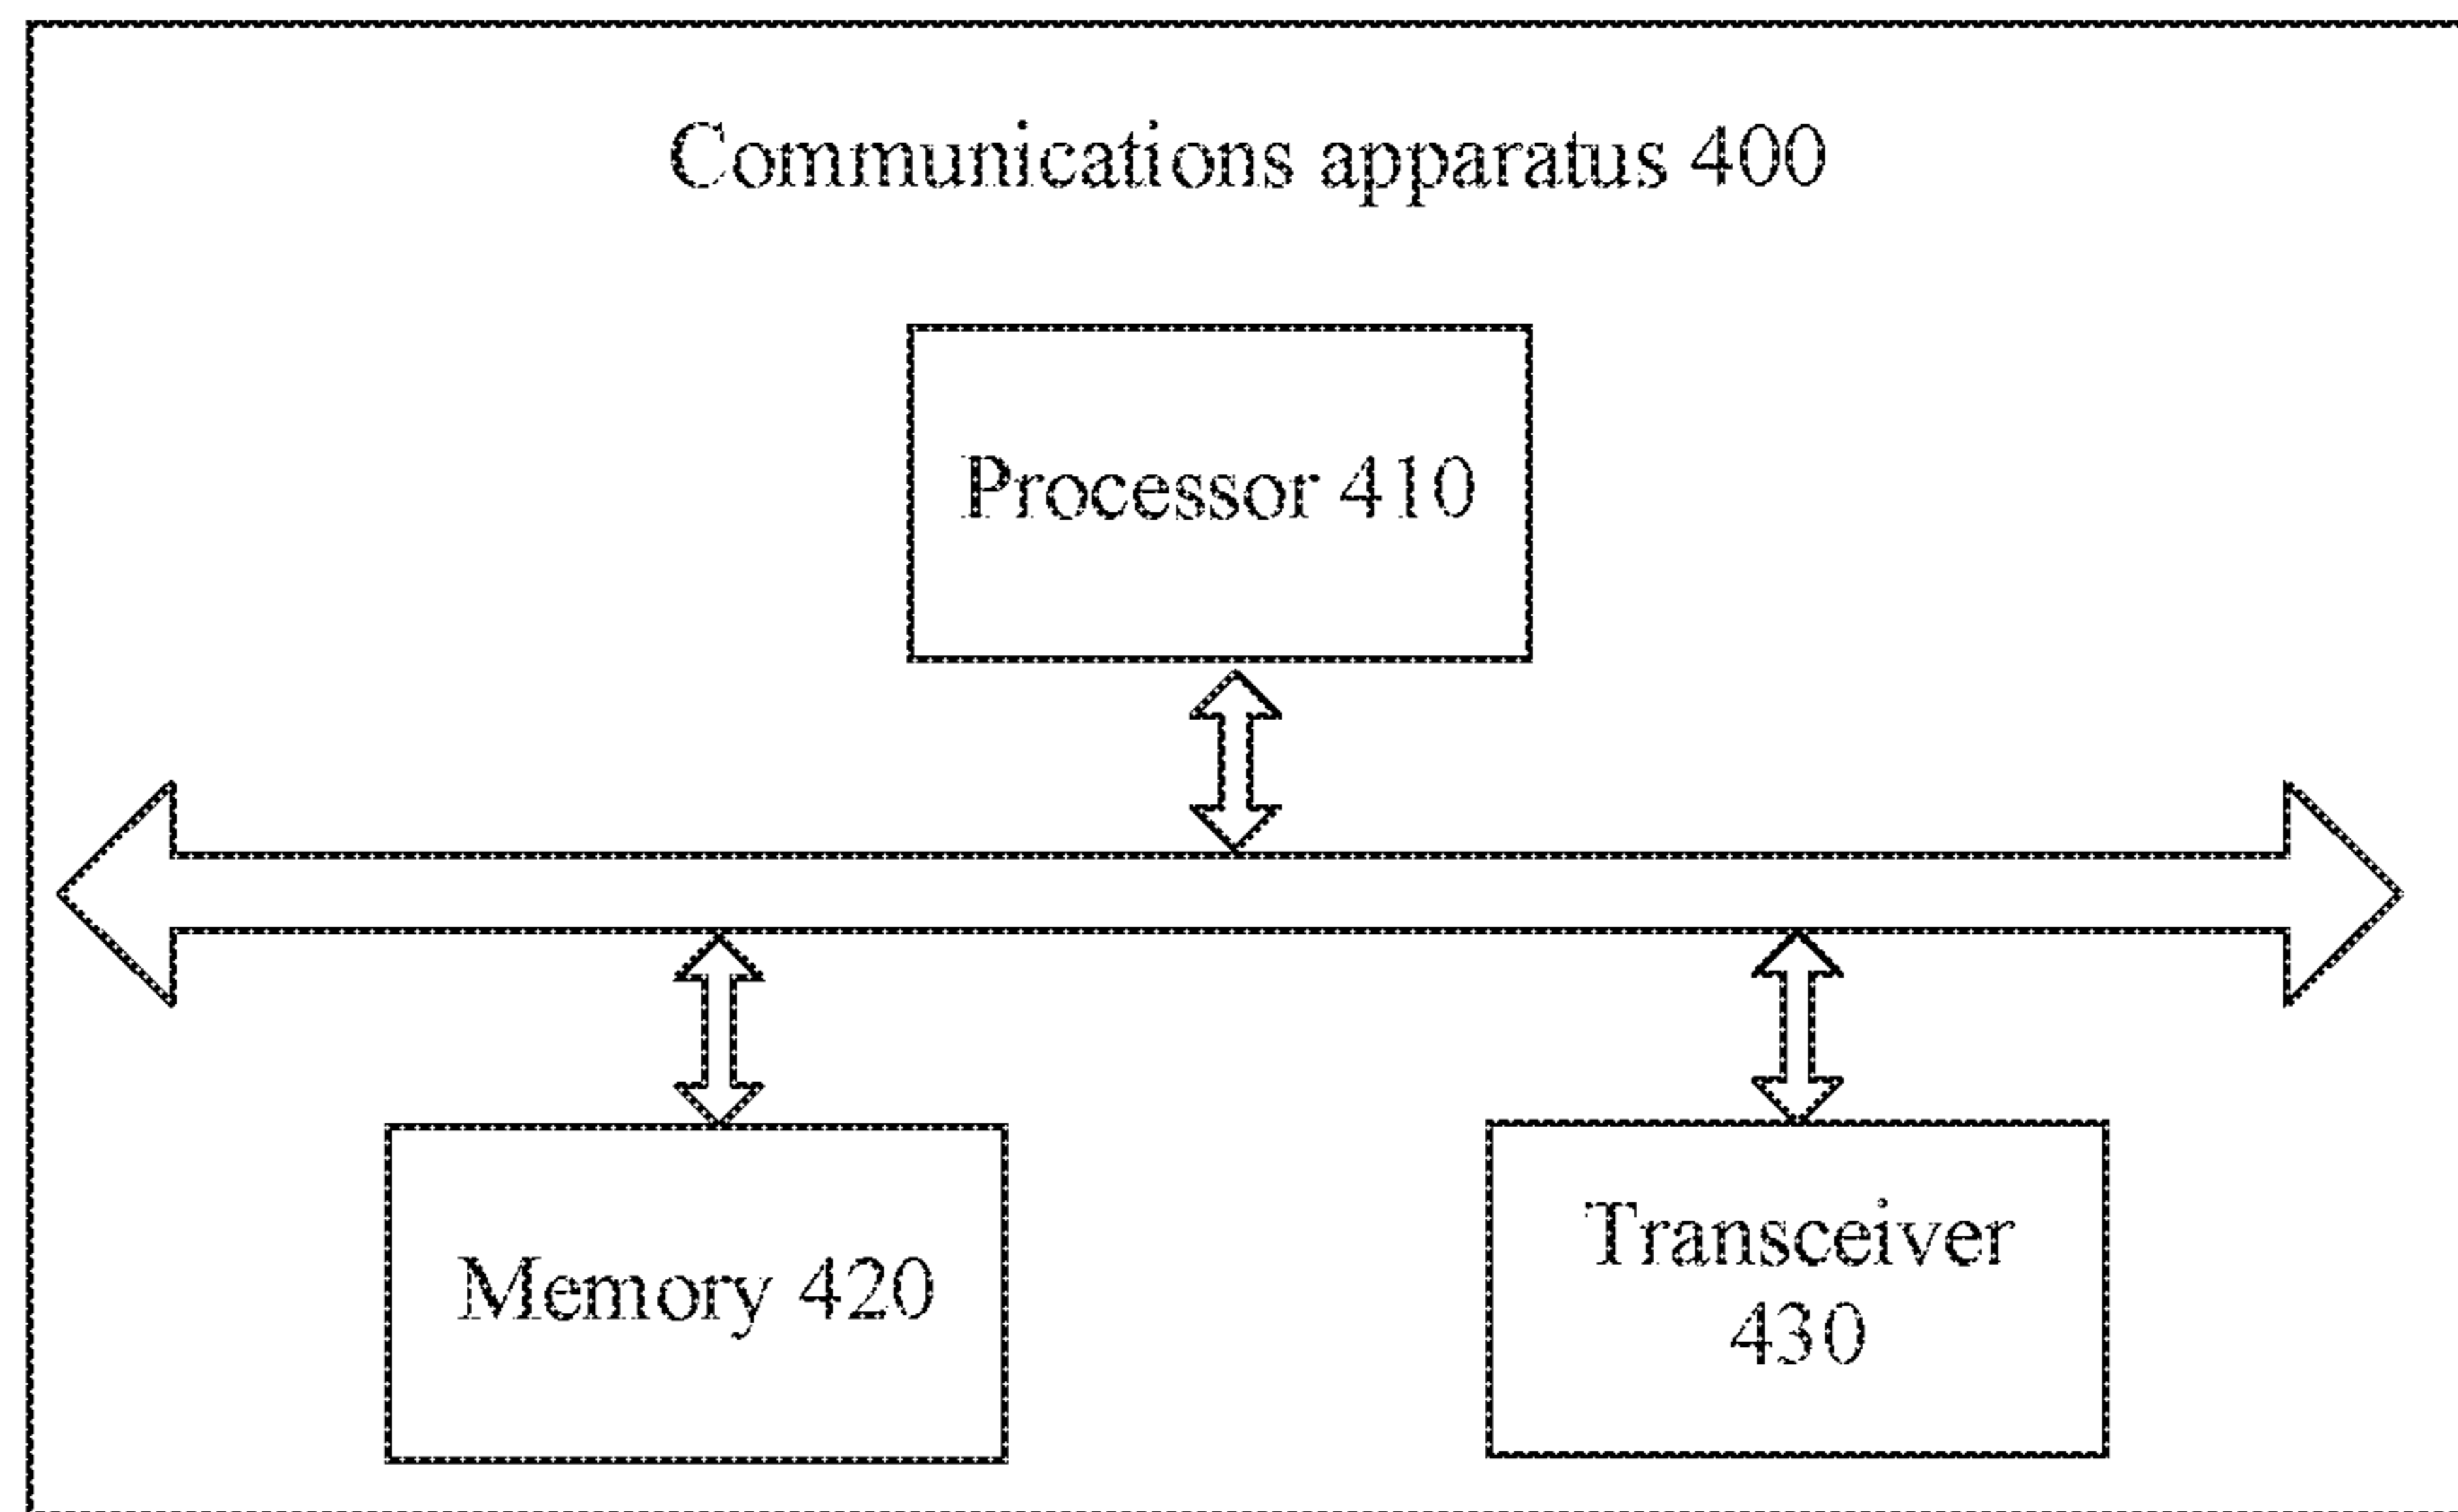 Communications apparatus 400
Processor 410
Memory 420
Transceiver
430